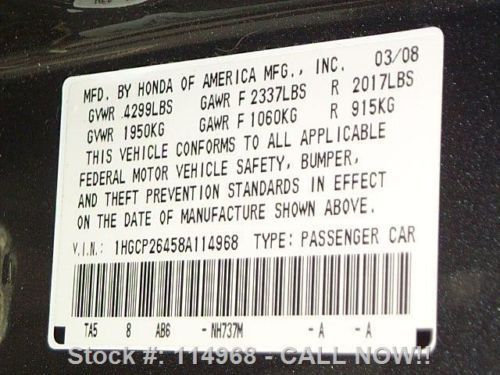 MFD. BY HONDA OF AMERICA MFG., INC. 03/08
GVWR 4299LBS GAWR F 2337LBS R 2017LBS
GVWR 1950KG GAWR F 1060KG R 915KG
THIS VEHICLE CONFORMS TO ALL APPLICABLE
FEDERAL MOTOR VEHICLE SAFETY, BUMPER,
AND THEFT PREVENTION STANDARDS IN EFFECT
ON THE DATE OF MANUFACTURE SHOWN ABOVE.
V.I.N.: 1HGCP26458A114968 TYPE: PASSENGER CAR
TA5 8 AB6 -NH737M -A -A
Stock #: 114968 - CALL NOW!!